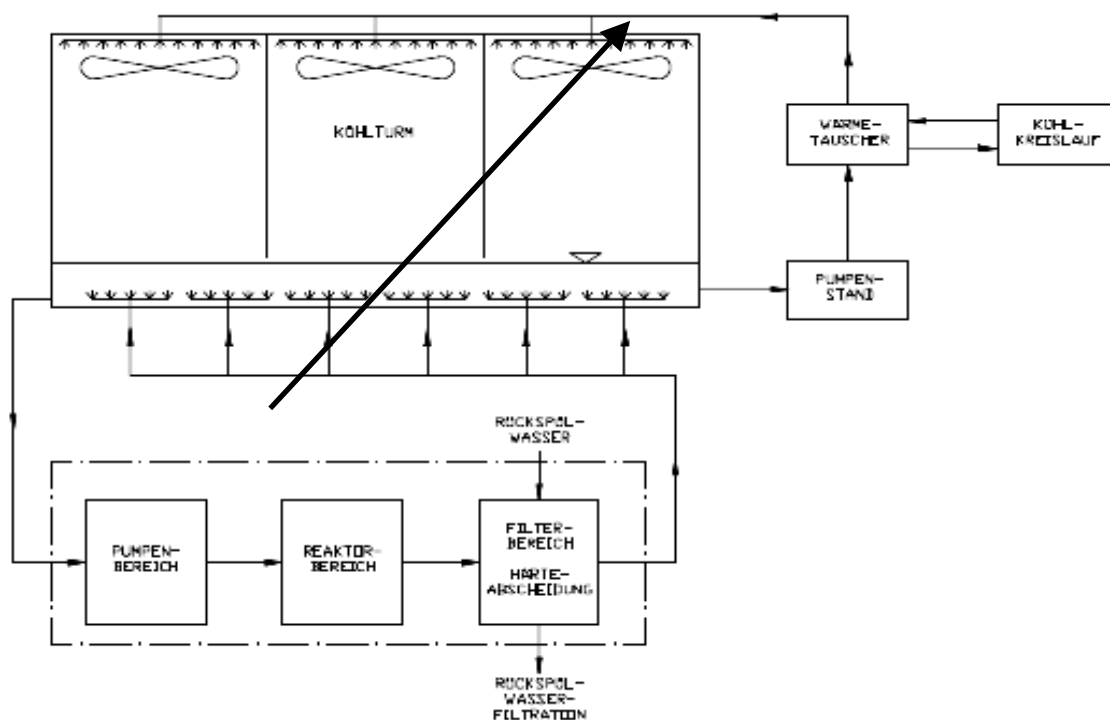 KÜHLTURM
WÄRME-
TAUSCHER
KÜHL-
KREISLAUF
PUMPEN-
STAND
RÜCKSPÜL-
WASSER
PUMPEN-
BEREICH
REAKTOR-
BEREICH
FILTER-
BEREICH
HÄRTE-
ABSCHEIDUNG
RÜCKSPÜL-
WASSER-
FILTRATION